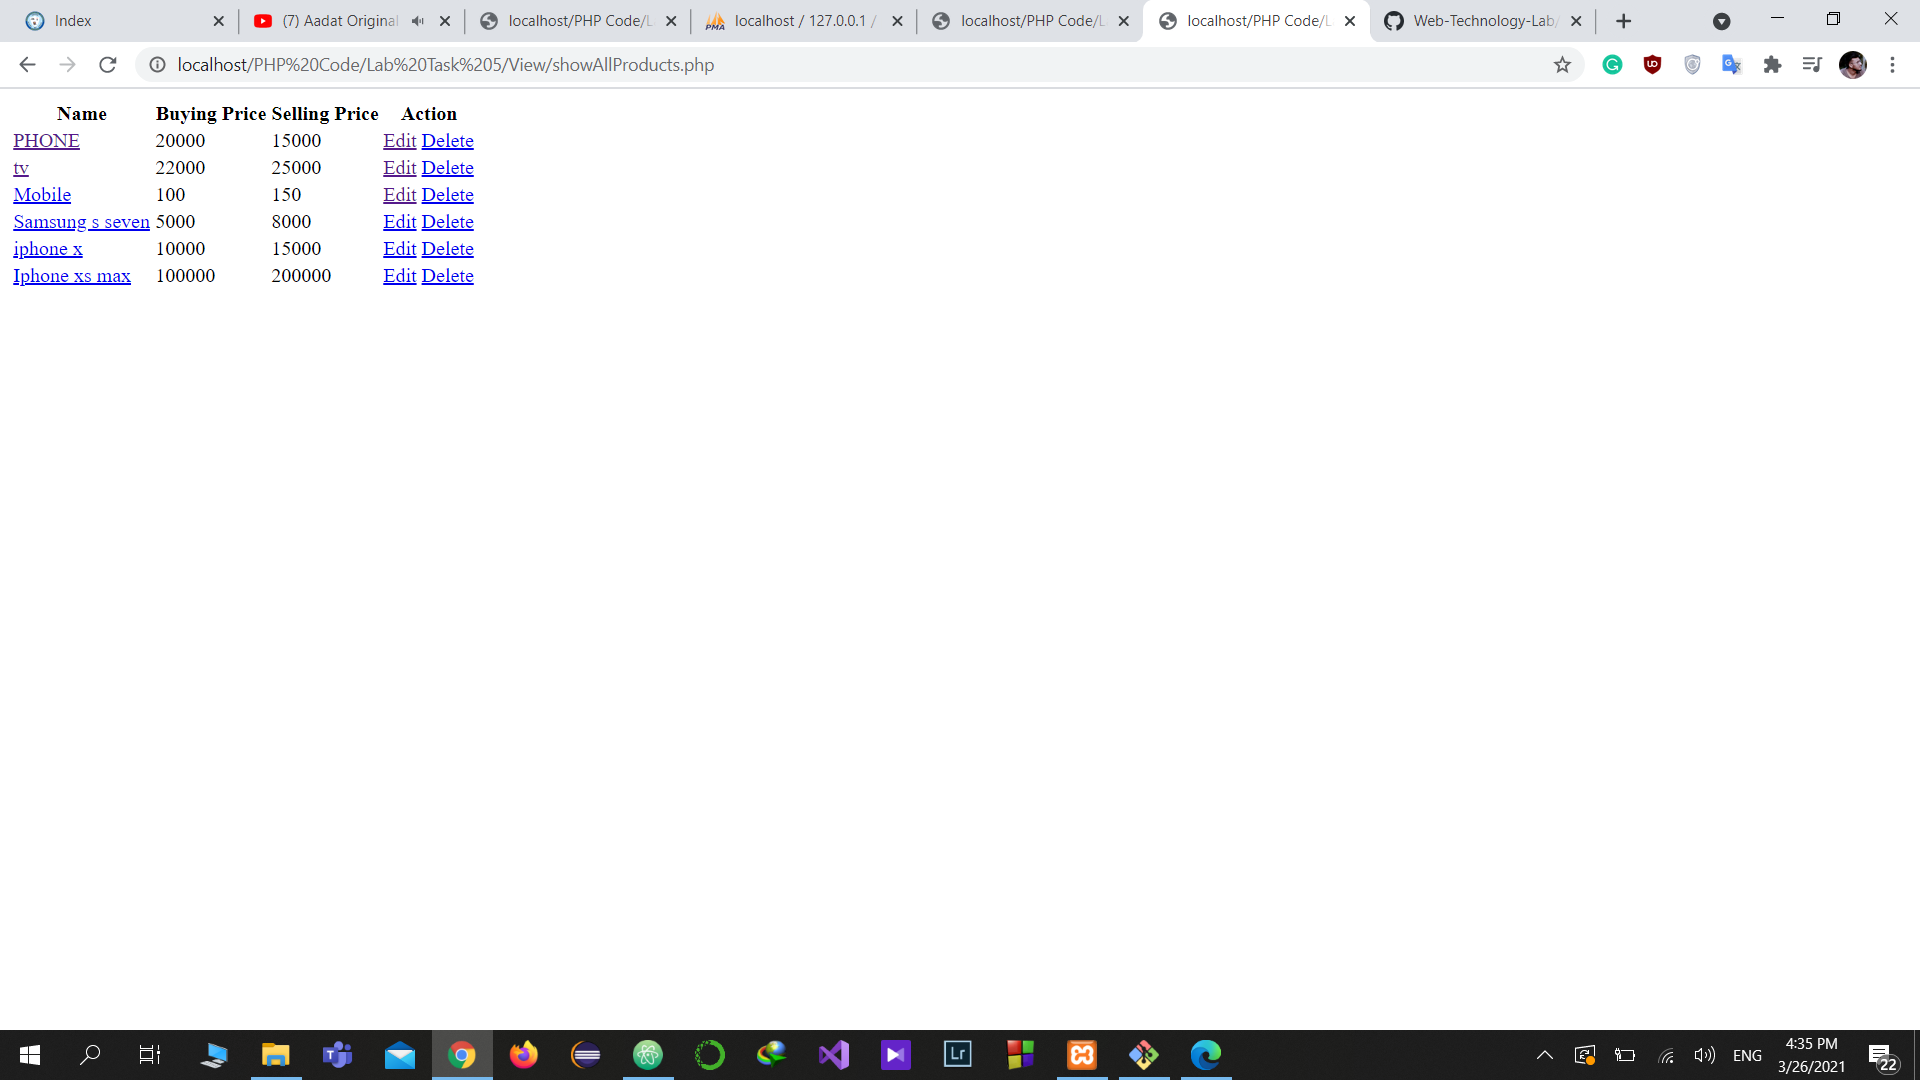 Index
(7) Aadat Original
localhost/PHP Code/L
localhost / 127.0.0.1 /
localhost/PHP Code/L
localhost/PHP Code/L
Web-Technology-Lab/
localhost/PHP%20Code/Lab%20Task%205/View/showAllProducts.php
Name Buying Price Selling Price Action
PHONE 20000 15000 Edit Delete
tv 22000 25000 Edit Delete
Mobile 100 150 Edit Delete
Samsung s seven 5000 8000 Edit Delete
iphone x 10000 15000 Edit Delete
Iphone xs max 100000 200000 Edit Delete
Lr
ENG
4:35 PM
3/26/2021
22